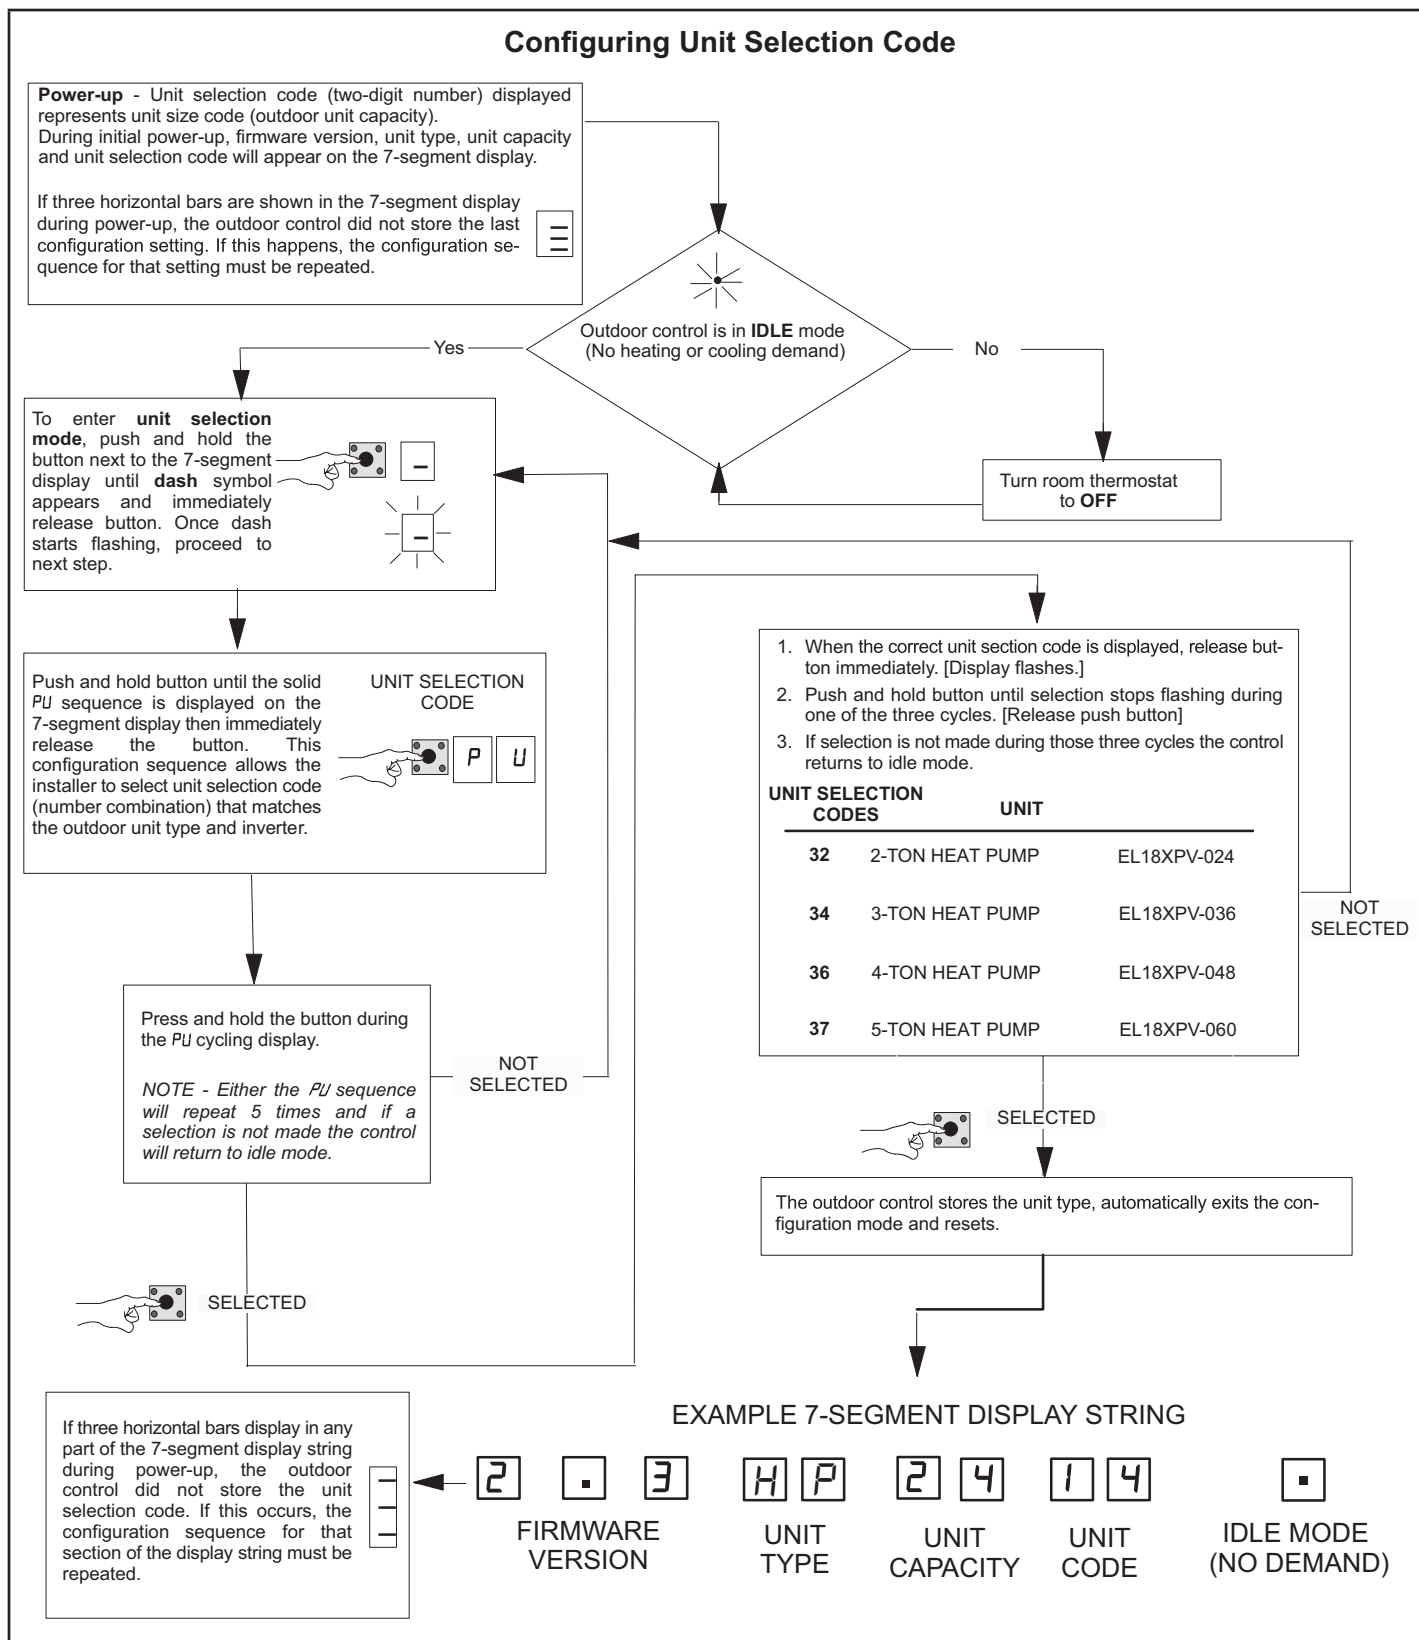 Configuring Unit Selection Code
Power-up - Unit selection code (two-digit number) displayed
represents unit size code (outdoor unit capacity).
During initial power-up, firmware version, unit type, unit capacity
and unit selection code will appear on the 7-segment display.
If three horizontal bars are shown in the 7-segment display
during power-up, the outdoor control did not store the last
configuration setting. If this happens, the configuration se-
quence for that setting must be repeated.
Outdoor control is in IDLE mode
(No heating or cooling demand)
Yes
No
Turn room thermostat
to OFF
To enter unit selection
mode, push and hold the
button next to the 7-segment
display until dash symbol
appears and immediately
release button. Once dash
starts flashing, proceed to
next step.
Push and hold button until the solid
PU sequence is displayed on the
7-segment display then immediately
release the button. This
configuration sequence allows the
installer to select unit selection code
(number combination) that matches
the outdoor unit type and inverter.
UNIT SELECTION
CODE
P U
Press and hold the button during
the PU cycling display.
NOTE - Either the PU sequence
will repeat 5 times and if a
selection is not made the control
will return to idle mode.
NOT
SELECTED
SELECTED
1. When the correct unit section code is displayed, release but-
ton immediately. [Display flashes.]
2. Push and hold button until selection stops flashing during
one of the three cycles. [Release push button]
3. If selection is not made during those three cycles the control
returns to idle mode.
UNIT SELECTION
CODES UNIT
32 2-TON HEAT PUMP EL18XPV-024
34 3-TON HEAT PUMP EL18XPV-036
36 4-TON HEAT PUMP EL18XPV-048
37 5-TON HEAT PUMP EL18XPV-060
NOT
SELECTED
SELECTED
The outdoor control stores the unit type, automatically exits the con-
figuration mode and resets.
EXAMPLE 7-SEGMENT DISPLAY STRING
2 . 3 H P 2 4 1 4 .
FIRMWARE
VERSION
UNIT
TYPE
UNIT
CAPACITY
UNIT
CODE
IDLE MODE
(NO DEMAND)
If three horizontal bars display in any
part of the 7-segment display string
during power-up, the outdoor
control did not store the unit
selection code. If this occurs, the
configuration sequence for that
section of the display string must be
repeated.